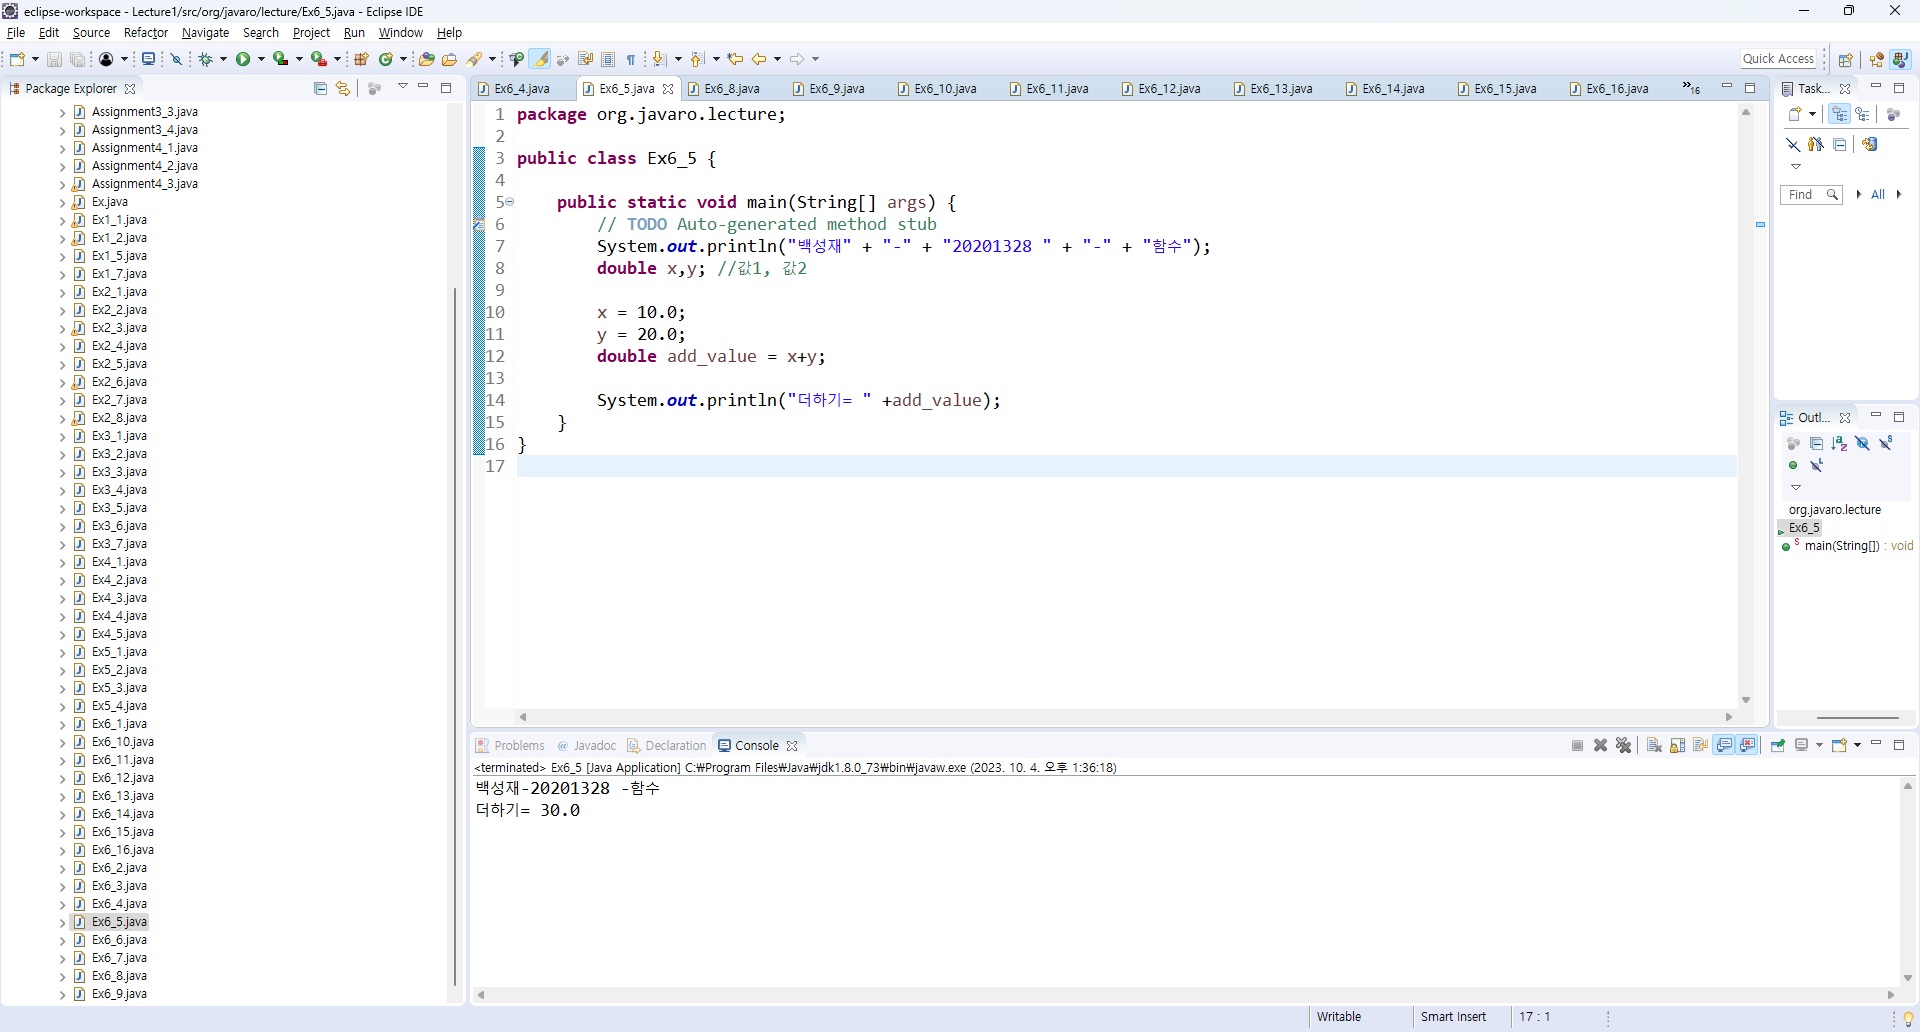 eclipse-workspace - Lecture1/src/org/javaro/lecture/Ex6_5.java - Eclipse IDE
File Edit Source Refactor Navigate Search Project Run Window Help
Quick Access
Package Explorer
Assignment3_3.java
Assignment3_4.java
Assignment4_1.java
Assignment4_2.java
Assignment4_3.java
Ex.java
Ex1_1.java
Ex1_2.java
Ex1_5.java
Ex1_7.java
Ex2_1.java
Ex2_2.java
Ex2_3.java
Ex2_4.java
Ex2_5.java
Ex2_6.java
Ex2_7.java
Ex2_8.java
Ex3_1.java
Ex3_2.java
Ex3_3.java
Ex3_4.java
Ex3_5.java
Ex3_6.java
Ex3_7.java
Ex4_1.java
Ex4_2.java
Ex4_3.java
Ex4_4.java
Ex4_5.java
Ex5_1.java
Ex5_2.java
Ex5_3.java
Ex5_4.java
Ex6_1.java
Ex6_10.java
Ex6_11.java
Ex6_12.java
Ex6_13.java
Ex6_14.java
Ex6_15.java
Ex6_16.java
Ex6_2.java
Ex6_3.java
Ex6_4.java
Ex6_5.java
Ex6_6.java
Ex6_7.java
Ex6_8.java
Ex6_9.java
Ex6_4.java Ex6_5.java Ex6_8.java Ex6_9.java Ex6_10.java Ex6_11.java Ex6_12.java Ex6_13.java Ex6_14.java Ex6_15.java Ex6_16.java »16
1 package org.javaro.lecture;
2
3 public class Ex6_5 {
4
5 public static void main(String[] args) {
6 // TODO Auto-generated method stub
7 System.out.println("백성재" + "-" + "20201328 " + "-" + "함수");
8 double x,y; //값1, 값2
9
10 x = 10.0;
11 y = 20.0;
12 double add_value = x+y;
13
14 System.out.println("더하기= " +add_value);
15 }
16 }
17
Task...
Find All
Outl...
org.javaro.lecture
Ex6_5
main(String[]) : void
Problems @ Javadoc Declaration Console
<terminated> Ex6_5 [Java Application] C:₩Program Files₩Java₩jdk1.8.0_73₩bin₩javaw.exe (2023. 10. 4. 오후 1:36:18)
백성재-20201328 -함수
더하기= 30.0
Writable Smart Insert 17 : 1